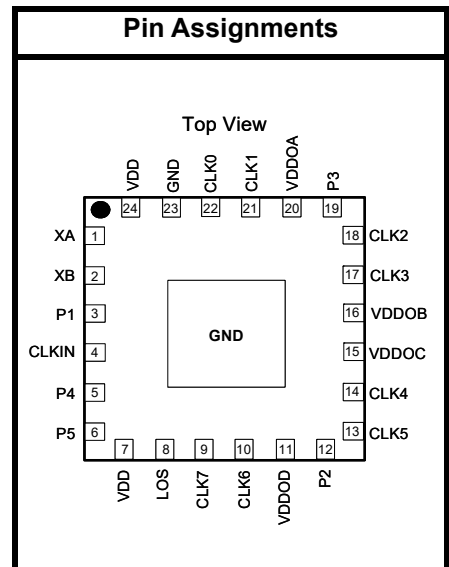 Pin Assignments
Top View
VDD GND CLK0 CLK1 VDDOA P3
24 23 22 21 20 19
XA 1 18 CLK2
XB 2 17 CLK3
P1 3 16 VDDOB
GND
CLKIN 4 15 VDDOC
P4 5 14 CLK4
P5 6 13 CLK5
7 8 9 10 11 12
VDD LOS CLK7 CLK6 VDDOD P2